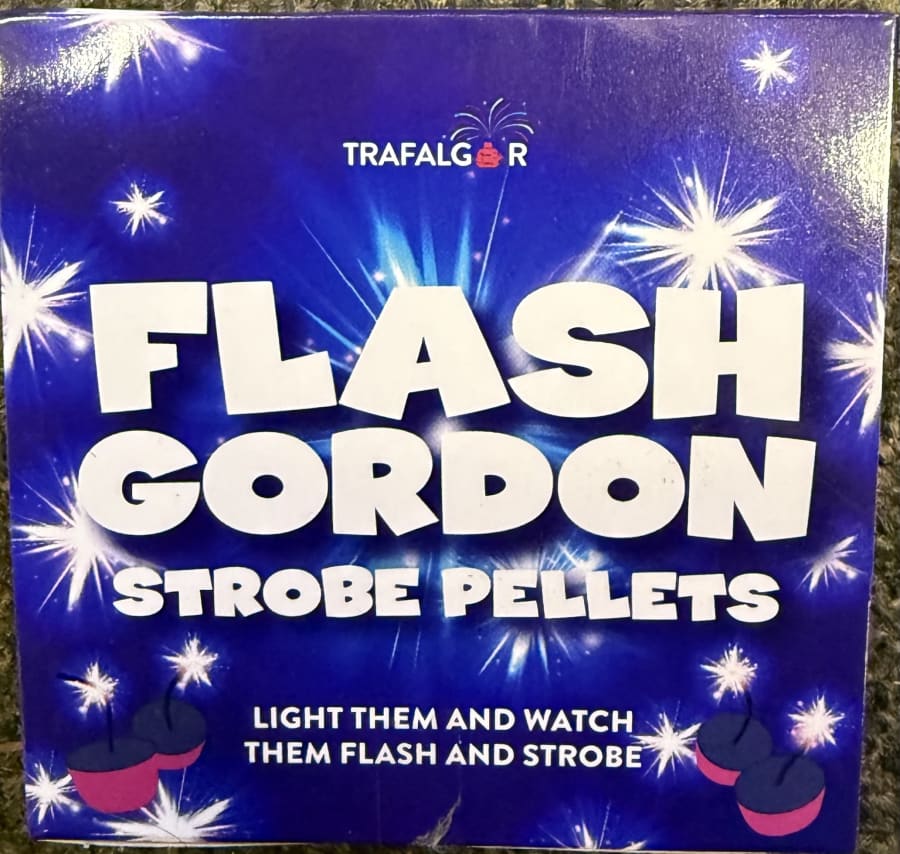 TRAFALGAR
FLASH
GORDON
STROBE PELLETS
LIGHT THEM AND WATCH
THEM FLASH AND STROBE